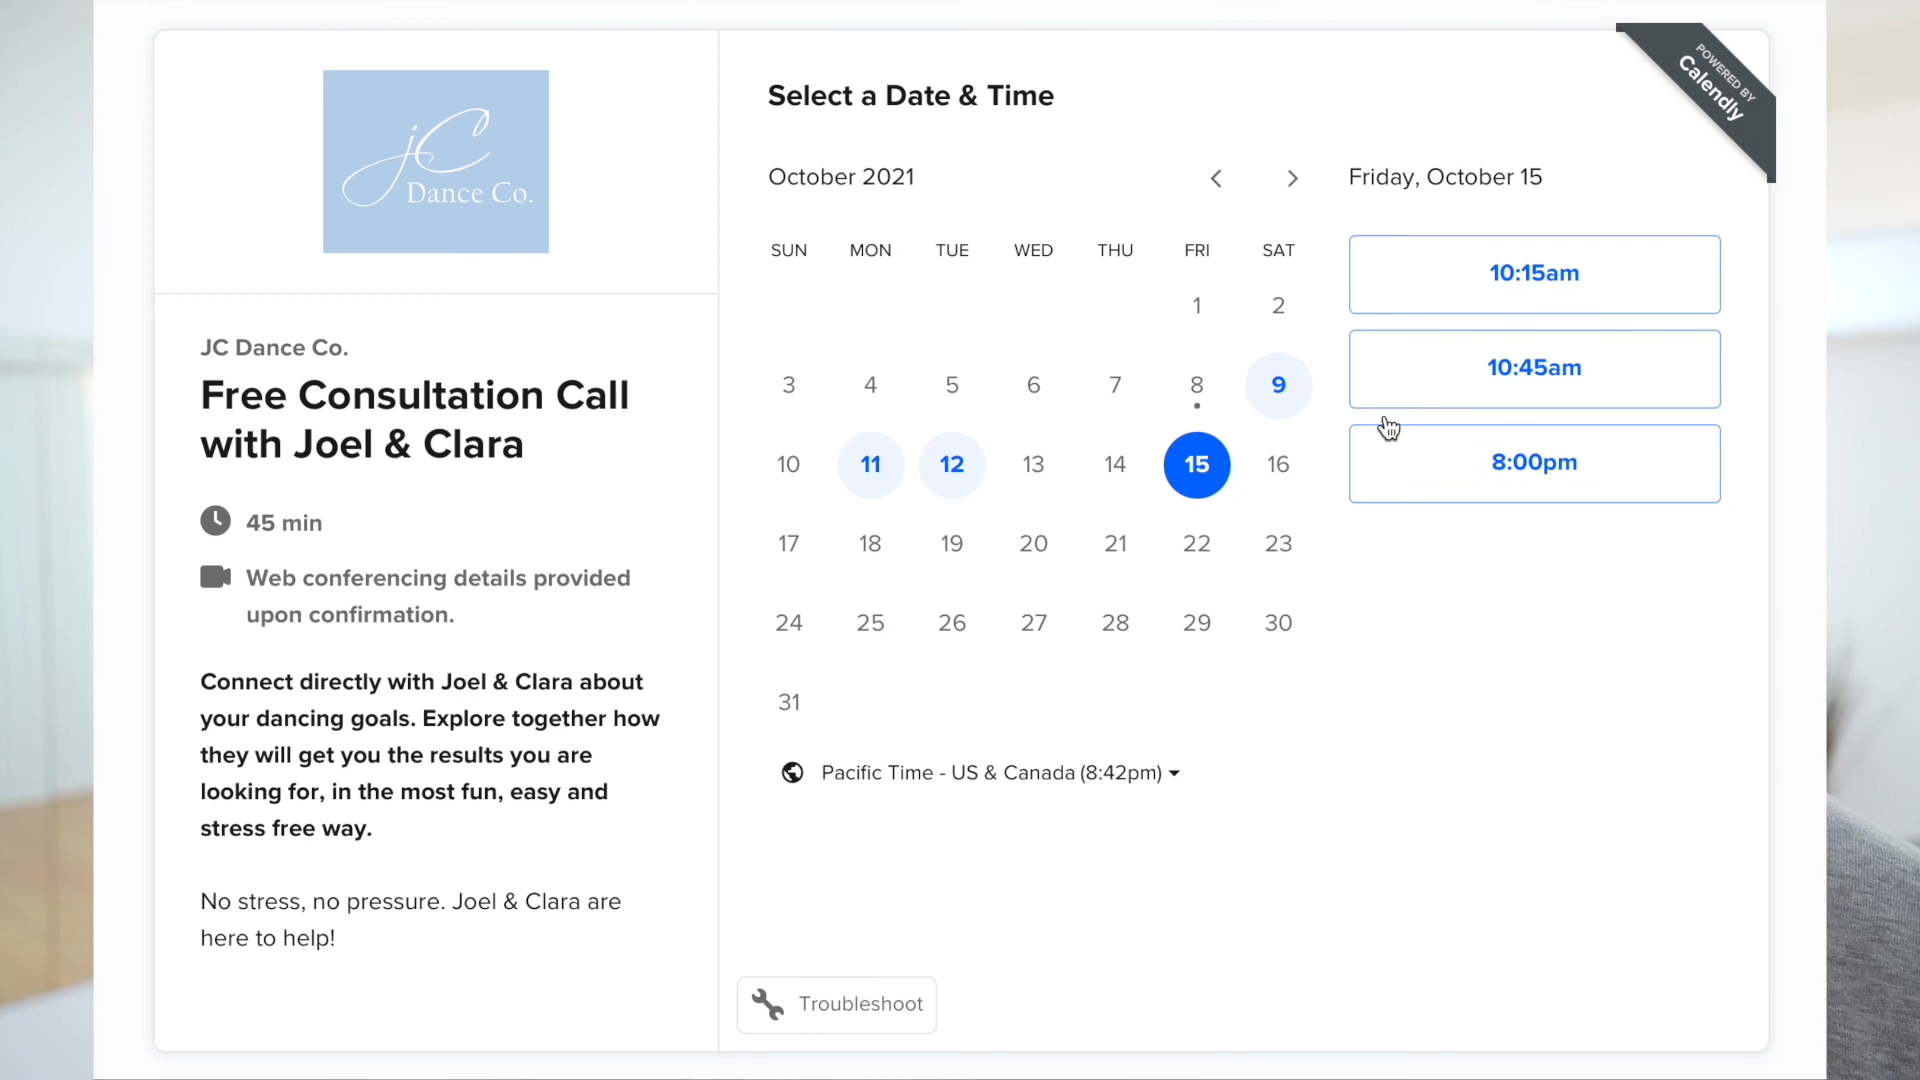 jC
Dance Co.
JC Dance Co.
Free Consultation Call
with Joel & Clara
45 min
Web conferencing details provided
upon confirmation.
Connect directly with Joel & Clara about
your dancing goals. Explore together how
they will get you the results you are
looking for, in the most fun, easy and
stress free way.
No stress, no pressure. Joel & Clara are
here to help!
Select a Date & Time
POWERED BY
Calendly
October 2021
SUN MON TUE WED THU FRI SAT
1 2
3 4 5 6 7 8 9
10 11 12 13 14 15 16
17 18 19 20 21 22 23
24 25 26 27 28 29 30
31
Pacific Time - US & Canada (8:42pm)
Troubleshoot
Friday, October 15
10:15am
10:45am
8:00pm